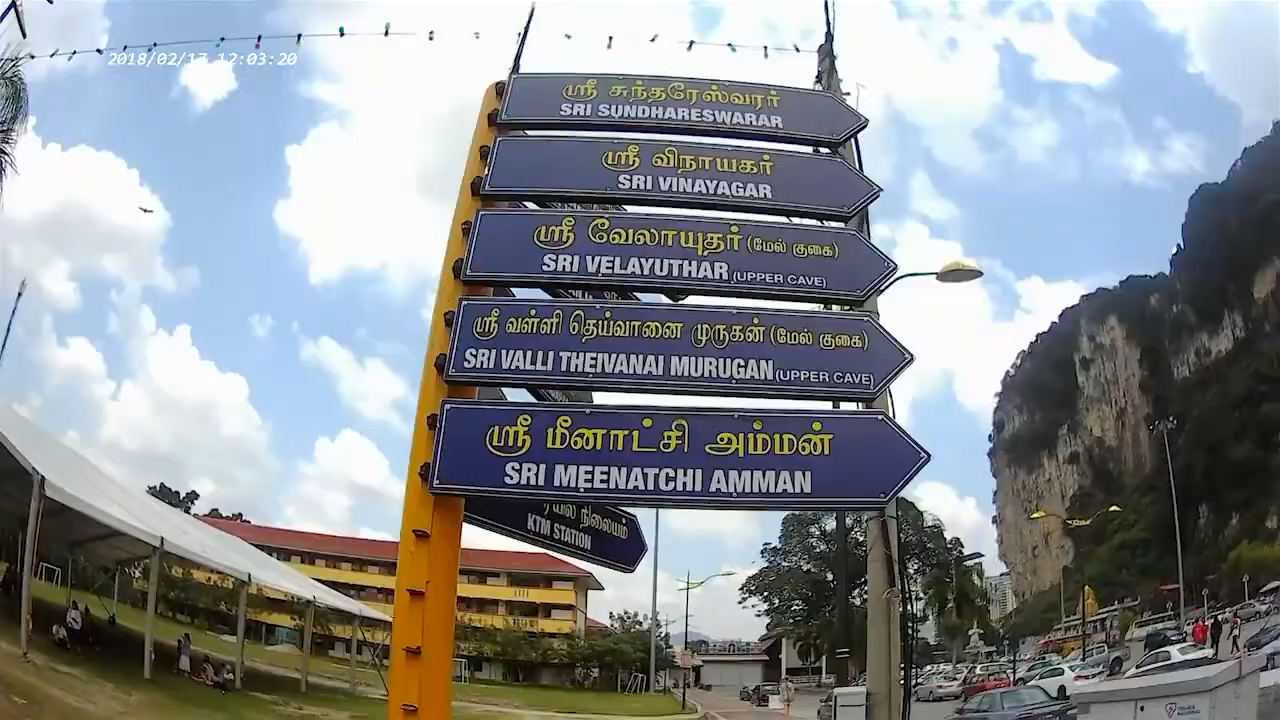 2018/02/17 12:03:20
ஸ்ரீ சுந்தரேஸ்வரர்
SRI SUNDHARESWARAR
ஸ்ரீ விநாயகர்
SRI VINAYAGAR
ஸ்ரீ வேலாயுதர் (மேல் குகை)
SRI VELAYUTHAR (UPPER CAVE)
ஸ்ரீ வள்ளி தெய்வானை முருகன் (மேல் குகை)
SRI VALLI THEIVANAI MURUGAN (UPPER CAVE)
ஸ்ரீ மீனாட்சி அம்மன்
SRI MEENATCHI AMMAN
நிலையம்
KTM STATION